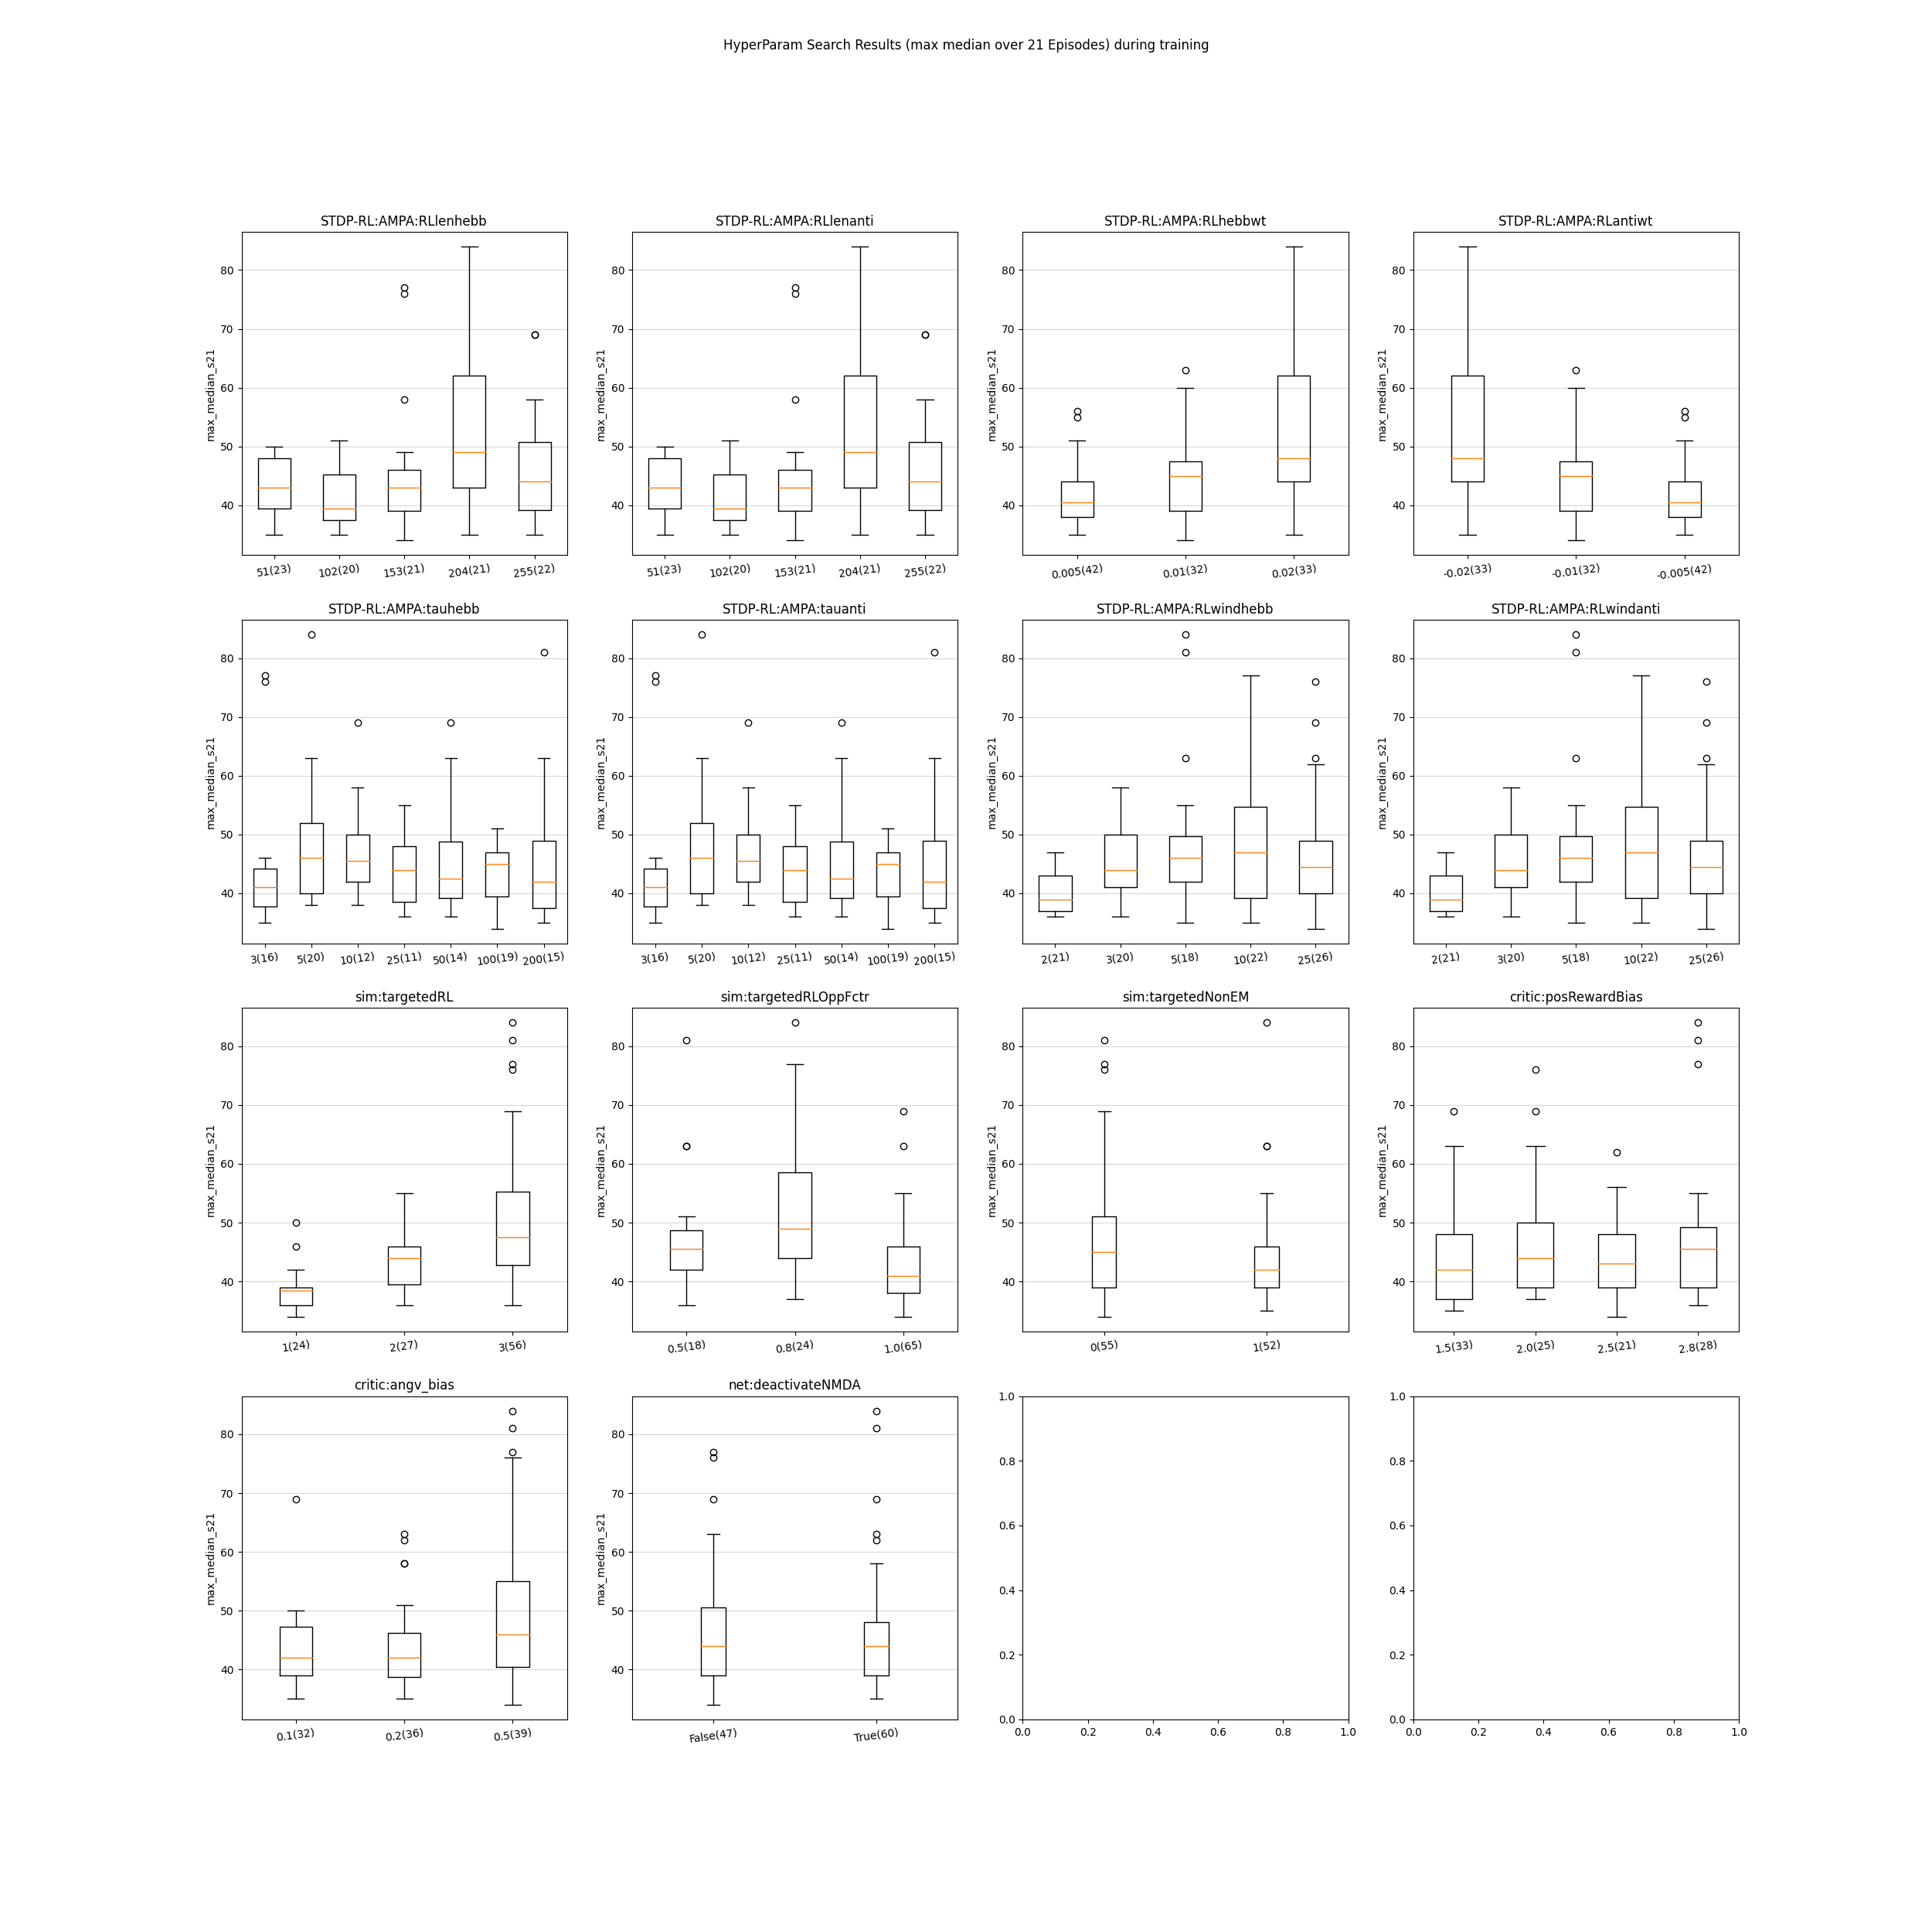 HyperParam Search Results (max median over 21 Episodes) during training
STDP-RL:AMPA:RLlenhebb
max_median_s21
80
70
60
50
40
51(23) 102(20) 153(21) 204(21) 255(22)
STDP-RL:AMPA:RLlenanti
max_median_s21
80
70
60
50
40
51(23) 102(20) 153(21) 204(21) 255(22)
STDP-RL:AMPA:RLhebbwt
max_median_s21
80
70
60
50
40
0.005(42) 0.01(32) 0.02(33)
STDP-RL:AMPA:RLantiwt
max_median_s21
80
70
60
50
40
-0.02(33) -0.01(32) -0.005(42)
STDP-RL:AMPA:tauhebb
max_median_s21
80
70
60
50
40
3(16) 5(20) 10(12) 25(11) 50(14) 100(19) 200(15)
STDP-RL:AMPA:tauanti
max_median_s21
80
70
60
50
40
3(16) 5(20) 10(12) 25(11) 50(14) 100(19) 200(15)
STDP-RL:AMPA:RLwindhebb
max_median_s21
80
70
60
50
40
2(21) 3(20) 5(18) 10(22) 25(26)
STDP-RL:AMPA:RLwindanti
max_median_s21
80
70
60
50
40
2(21) 3(20) 5(18) 10(22) 25(26)
sim:targetedRL
max_median_s21
80
70
60
50
40
1(24) 2(27) 3(56)
sim:targetedRLOppFctr
max_median_s21
80
70
60
50
40
0.5(18) 0.8(24) 1.0(65)
sim:targetedNonEM
max_median_s21
80
70
60
50
40
0(55) 1(52)
critic:posRewardBias
max_median_s21
80
70
60
50
40
1.5(33) 2.0(25) 2.5(21) 2.8(28)
critic:angv_bias
max_median_s21
80
70
60
50
40
0.1(32) 0.2(36) 0.5(39)
net:deactivateNMDA
max_median_s21
80
70
60
50
40
False(47) True(60)
1.0
0.8
0.6
0.4
0.2
0.0
0.0 0.2 0.4 0.6 0.8 1.0
1.0
0.8
0.6
0.4
0.2
0.0
0.0 0.2 0.4 0.6 0.8 1.0